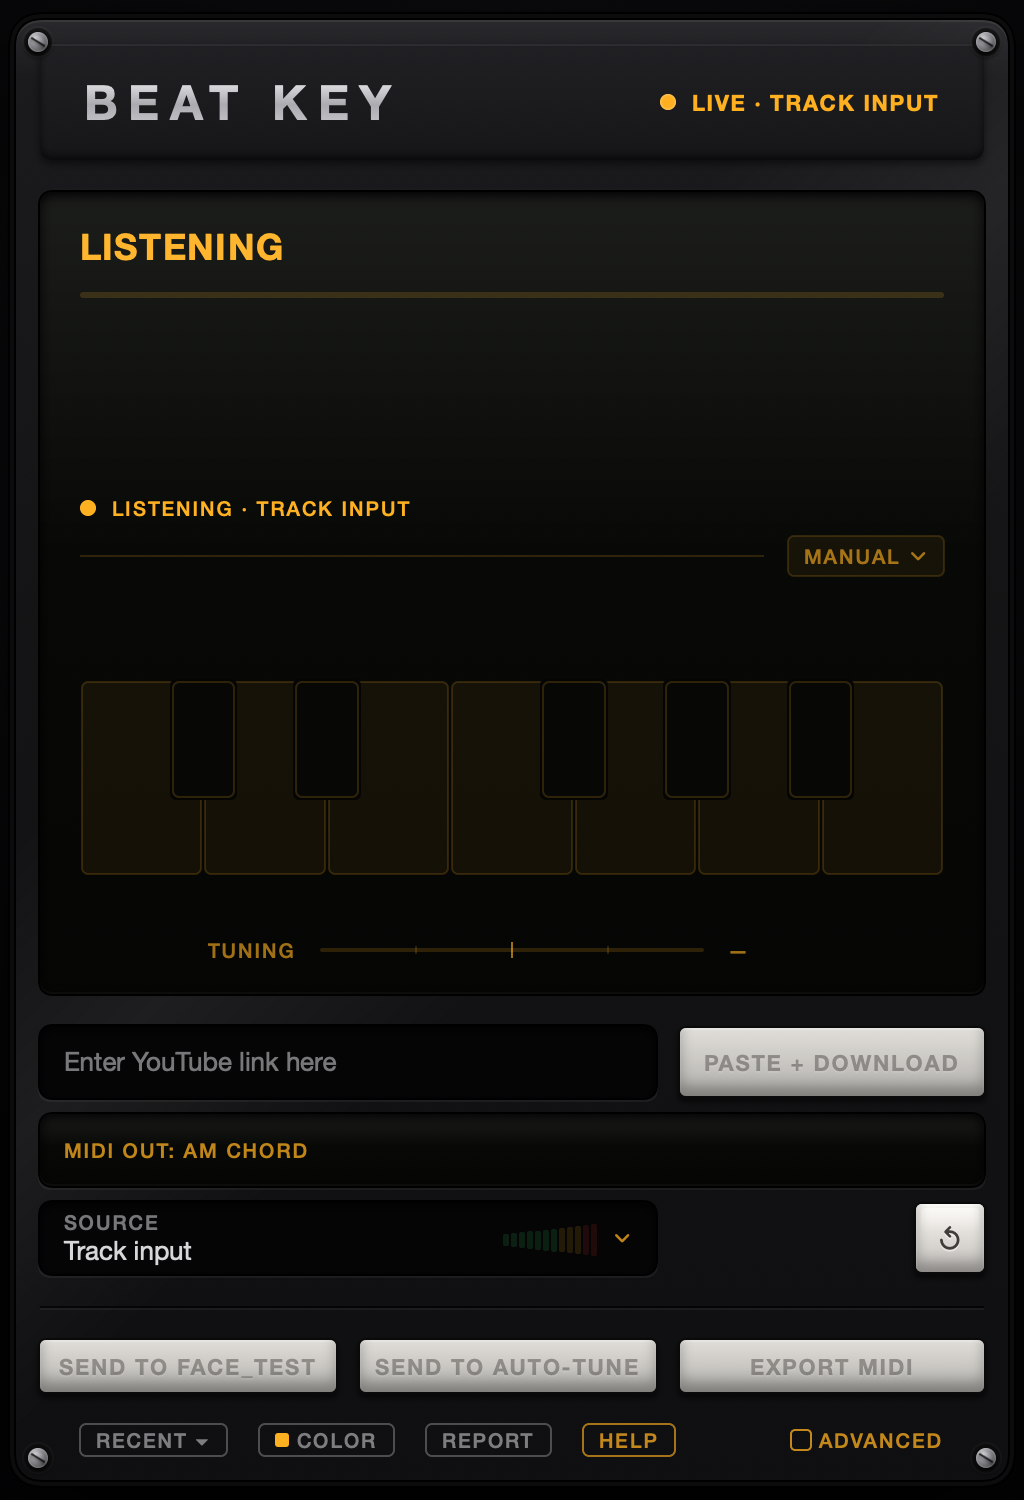 BEAT KEY
LIVE · TRACK INPUT
LISTENING
LISTENING · TRACK INPUT
MANUAL
TUNING
Enter YouTube link here
PASTE + DOWNLOAD
MIDI OUT: AM CHORD
SOURCE
Track input
SEND TO FACE_TEST
SEND TO AUTO-TUNE
EXPORT MIDI
RECENT
COLOR
REPORT
HELP
ADVANCED